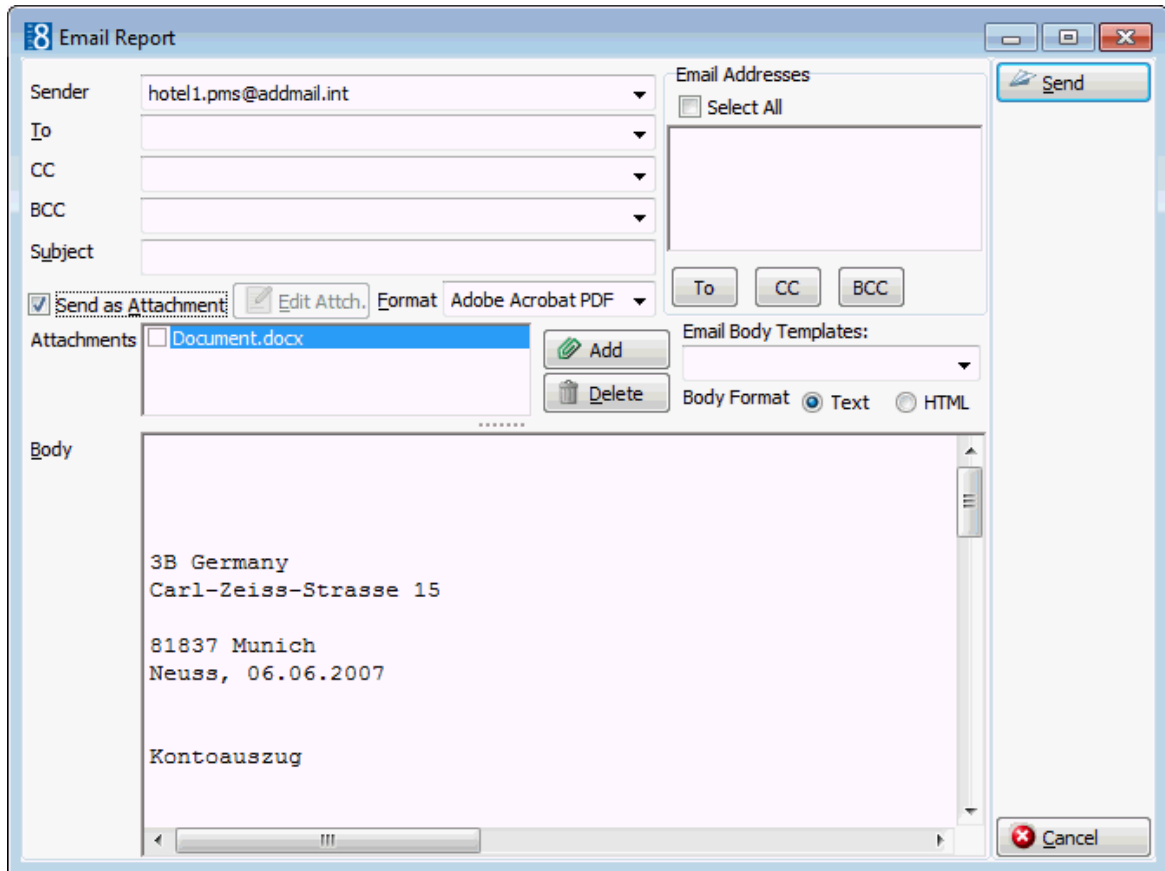 8 Email Report
Sender hotel1.pms@addmail.int
To
CC
BCC
Subject
Email Addresses
Select All
To CC BCC
Send
Send as Attachment Edit Attch. Format Adobe Acrobat PDF
Attachments Document.docx
Add
Delete
Email Body Templates:
Body Format Text HTML
Body
3B Germany
Carl-Zeiss-Strasse 15
81837 Munich
Neuss, 06.06.2007
Kontoauszug
Cancel